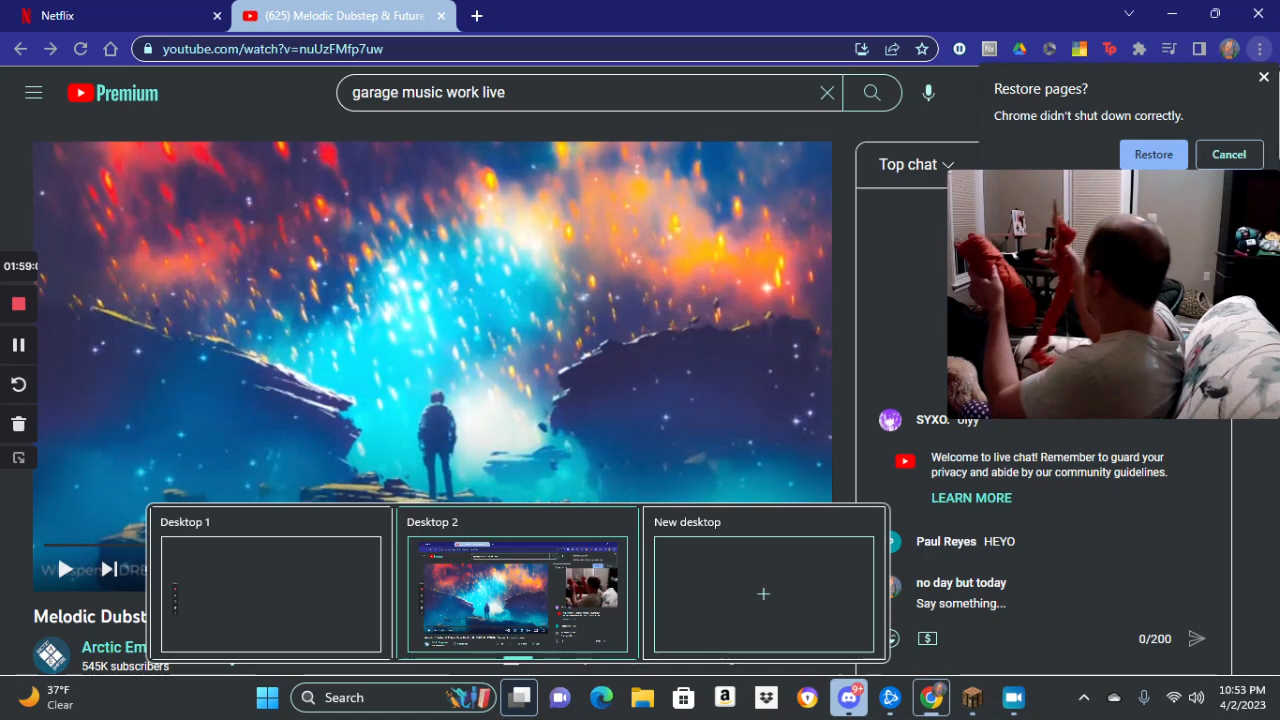 Netflix
(625) Melodic Dubstep & Future
youtube.com/watch?v=nuUzFMfp7uw
Premium
garage music work live
Restore pages?
Chrome didn't shut down correctly.
Restore
Cancel
Top chat
01:59:0
SYXO. oiyy
Welcome to live chat! Remember to guard your
privacy and abide by our community guidelines.
LEARN MORE
Desktop 1
Desktop 2
New desktop
Paul Reyes HEYO
no day but today
Say something...
0/200
Melodic Dubst
Arctic Em
545K subscribers
37°F
Clear
Search
9+
10:53 PM
4/2/2023